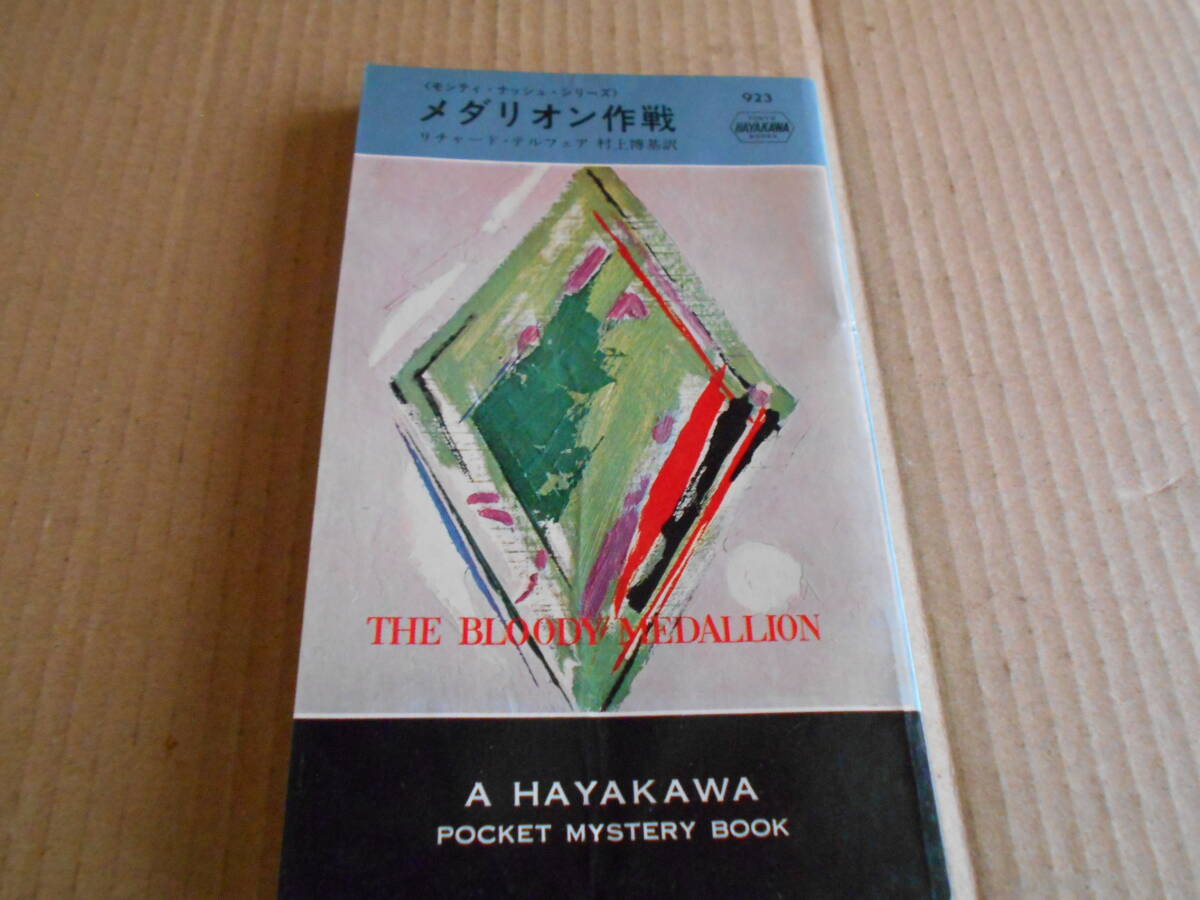 〈モンティ・ナッシュ・シリーズ〉
メダリオン作戦
リチャード・テルフェア 村上博基訳
923
TOKYO
HAYAKAWA
BOOKS
THE BLOODY MEDALLION
A HAYAKAWA
POCKET MYSTERY BOOK